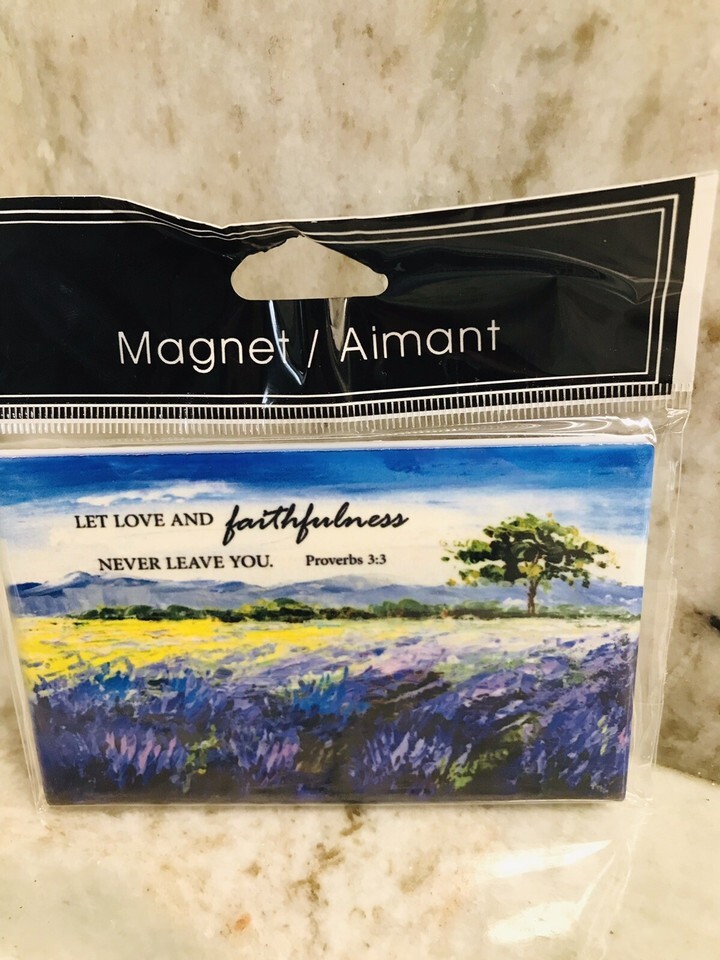 Magnet / Aimant
LET LOVE AND faithfulness
NEVER LEAVE YOU. Proverbs 3:3